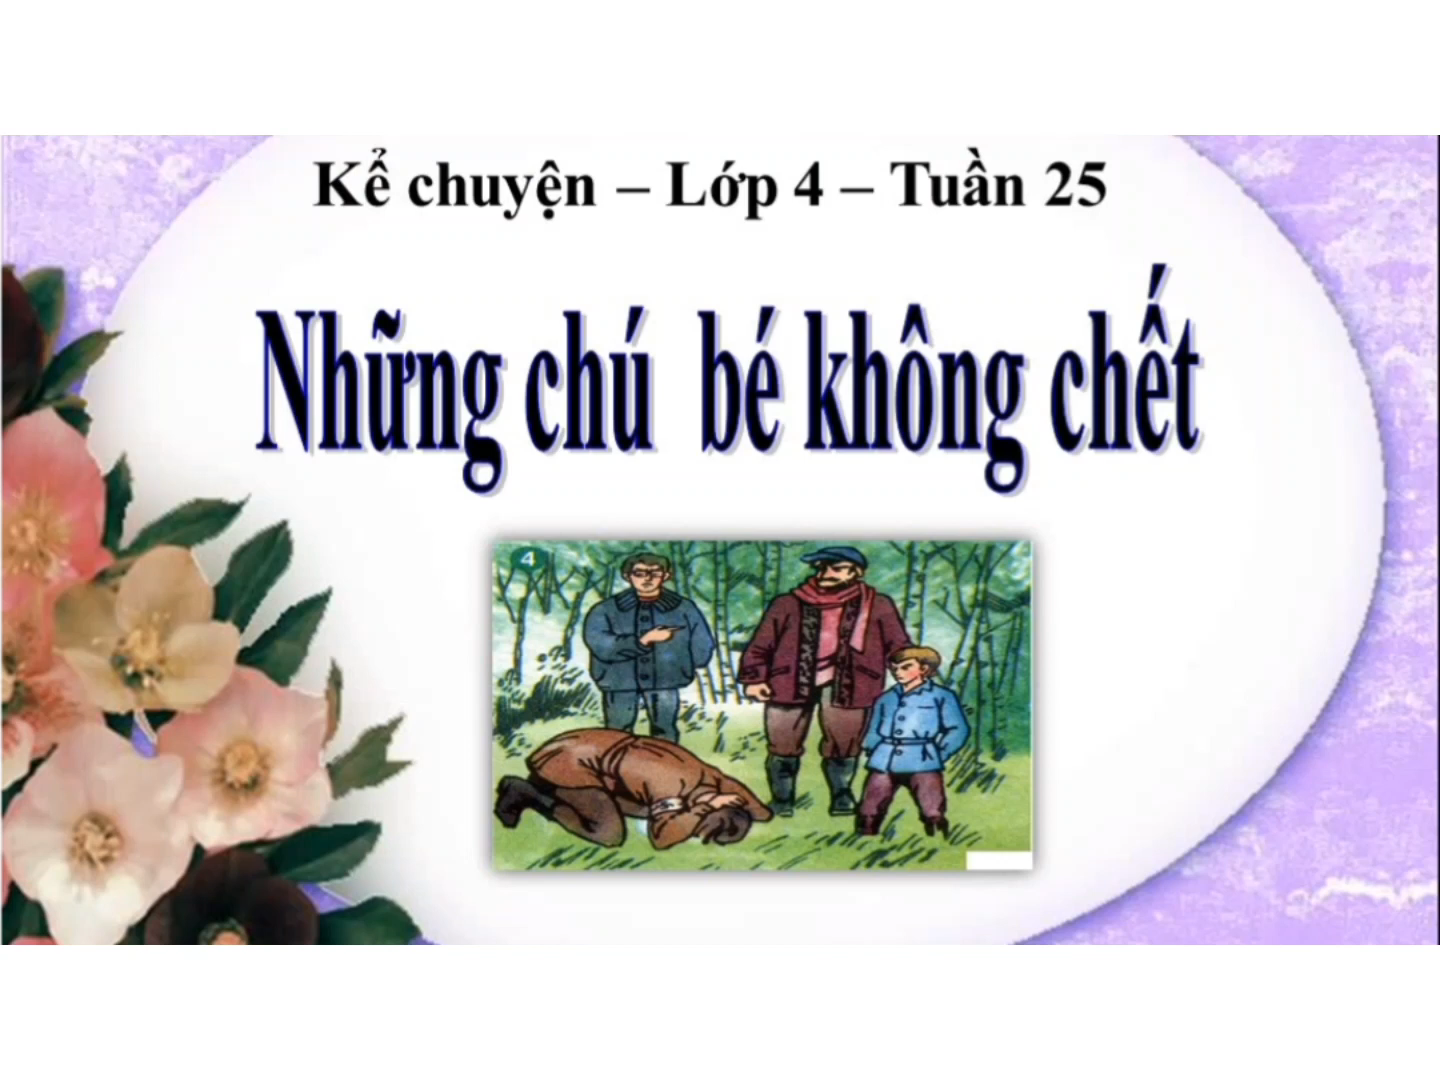 Kể chuyện – Lớp 4 – Tuần 25
Những chú bé không chết
4